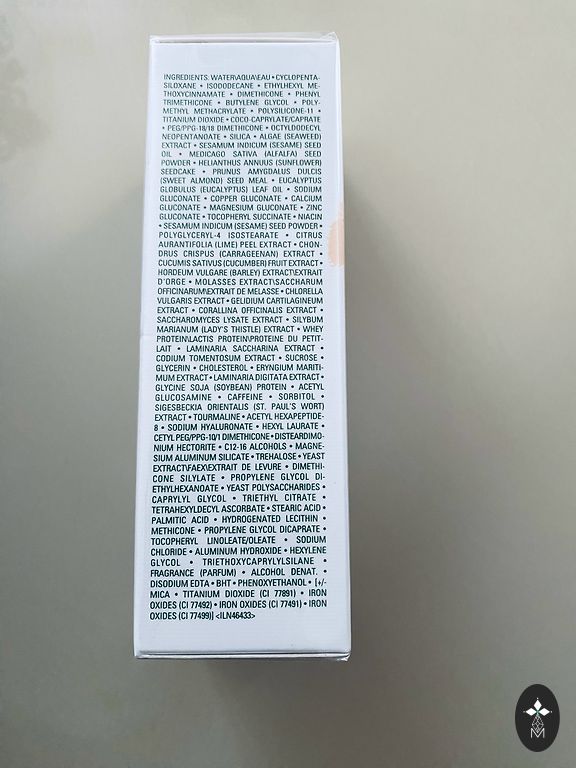 INGREDIENTS: WATER\AQUA\EAU • CYCLOPENTA-
SILOXANE • ISODODECANE • ETHYLHEXYL ME-
THOXYCINNAMATE • DIMETHICONE • PHENYL
TRIMETHICONE • BUTYLENE GLYCOL • POLY-
METHYL METHACRYLATE • POLYSILICONE-11 •
TITANIUM DIOXIDE • COCO-CAPRYLATE/CAPRATE
• PEG/PPG-18/18 DIMETHICONE • OCTYLDODECYL
NEOPENTANOATE • SILICA • ALGAE (SEAWEED)
EXTRACT • SESAMUM INDICUM (SESAME) SEED
OIL • MEDICAGO SATIVA (ALFALFA) SEED
POWDER • HELIANTHUS ANNUUS (SUNFLOWER)
SEEDCAKE • PRUNUS AMYGDALUS DULCIS
(SWEET ALMOND) SEED MEAL • EUCALYPTUS
GLOBULUS (EUCALYPTUS) LEAF OIL • SODIUM
GLUCONATE • COPPER GLUCONATE • CALCIUM
GLUCONATE • MAGNESIUM GLUCONATE • ZINC
GLUCONATE • TOCOPHERYL SUCCINATE • NIACIN
• SESAMUM INDICUM (SESAME) SEED POWDER •
POLYGLYCERYL-4 ISOSTEARATE • CITRUS
AURANTIFOLIA (LIME) PEEL EXTRACT • CHON-
DRUS CRISPUS (CARRAGEENAN) EXTRACT •
CUCUMIS SATIVUS (CUCUMBER) FRUIT EXTRACT •
HORDEUM VULGARE (BARLEY) EXTRACT\EXTRAIT
D'ORGE • MOLASSES EXTRACT\SACCHARUM
OFFICINARUM\EXTRAIT DE MELASSE • CHLORELLA
VULGARIS EXTRACT • GELIDIUM CARTILAGINEUM
EXTRACT • CORALLINA OFFICINALIS EXTRACT •
SACCHAROMYCES LYSATE EXTRACT • SILYBUM
MARIANUM (LADY'S THISTLE) EXTRACT • WHEY
PROTEIN\LACTIS PROTEIN\PROTEINE DU PETIT-
LAIT • LAMINARIA SACCHARINA EXTRACT •
CODIUM TOMENTOSUM EXTRACT • SUCROSE •
GLYCERIN • CHOLESTEROL • ERYNGIUM MARITI-
MUM EXTRACT • LAMINARIA DIGITATA EXTRACT •
GLYCINE SOJA (SOYBEAN) PROTEIN • ACETYL
GLUCOSAMINE • CAFFEINE • SORBITOL •
SIGESBECKIA ORIENTALIS (ST. PAUL'S WORT)
EXTRACT • TOURMALINE • ACETYL HEXAPEPTIDE-
8 • SODIUM HYALURONATE • HEXYL LAURATE •
CETYL PEG/PPG-10/1 DIMETHICONE • DISTEARDIMO-
NIUM HECTORITE • C12-16 ALCOHOLS • MAGNE-
SIUM ALUMINUM SILICATE • TREHALOSE • YEAST
EXTRACT\FAEX\EXTRAIT DE LEVURE • DIMETHI-
CONE SILYLATE • PROPYLENE GLYCOL DI-
ETHYLHEXANOATE • YEAST POLYSACCHARIDES •
CAPRYLYL GLYCOL • TRIETHYL CITRATE •
TETRAHEXYLDECYL ASCORBATE • STEARIC ACID •
PALMITIC ACID • HYDROGENATED LECITHIN •
METHICONE • PROPYLENE GLYCOL DICAPRATE •
TOCOPHERYL LINOLEATE/OLEATE • SODIUM
CHLORIDE • ALUMINUM HYDROXIDE • HEXYLENE
GLYCOL • TRIETHOXYCAPRYLYLSILANE •
FRAGRANCE (PARFUM) • ALCOHOL DENAT. •
DISODIUM EDTA • BHT • PHENOXYETHANOL • [+/-
MICA • TITANIUM DIOXIDE (CI 77891) • IRON
OXIDES (CI 77492) • IRON OXIDES (CI 77491) • IRON
OXIDES (CI 77499)] <ILN46433>
M